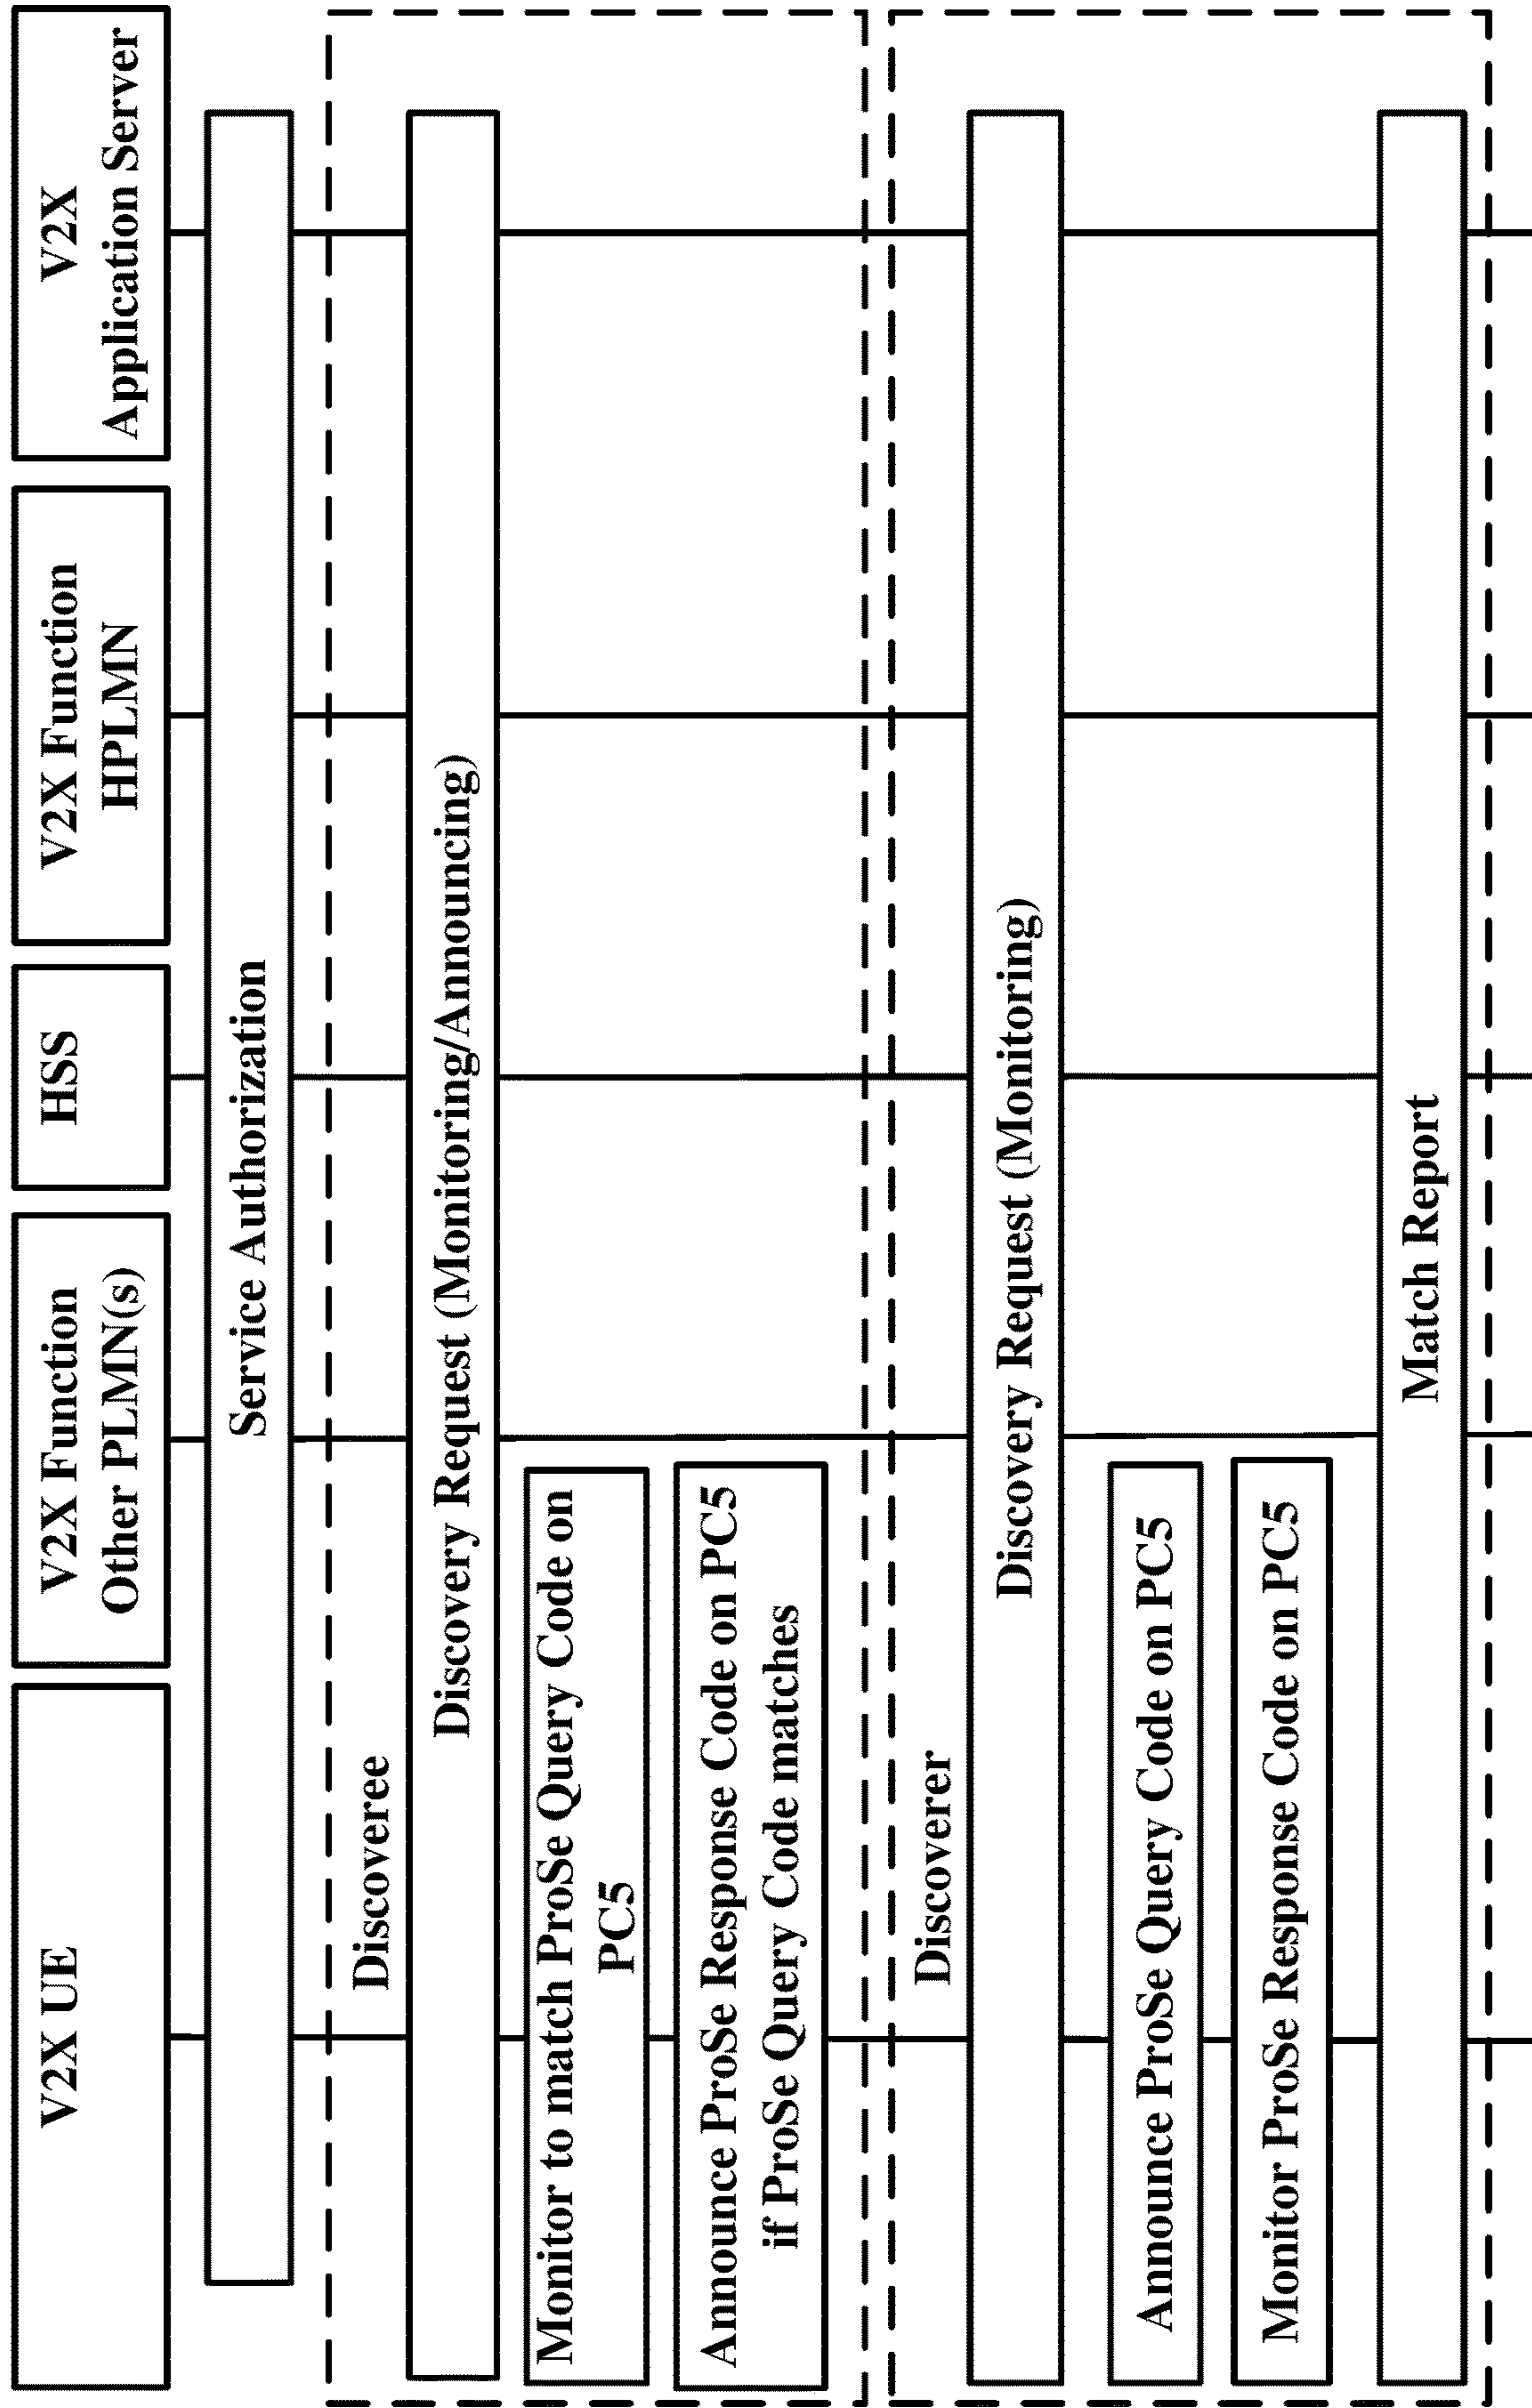 V2X UE
V2X Function
Other PLMN(s)
HSS
V2X Function
HPLMN
V2X
Application Server
Service Authorization
Discoveree
Discovery Request (Monitoring/Announcing)
Monitor to match ProSe Query Code on
PC5
Announce ProSe Response Code on PC5
if ProSe Query Code matches
Discoverer
Discovery Request (Monitoring)
Announce ProSe Query Code on PC5
Monitor ProSe Response Code on PC5
Match Report